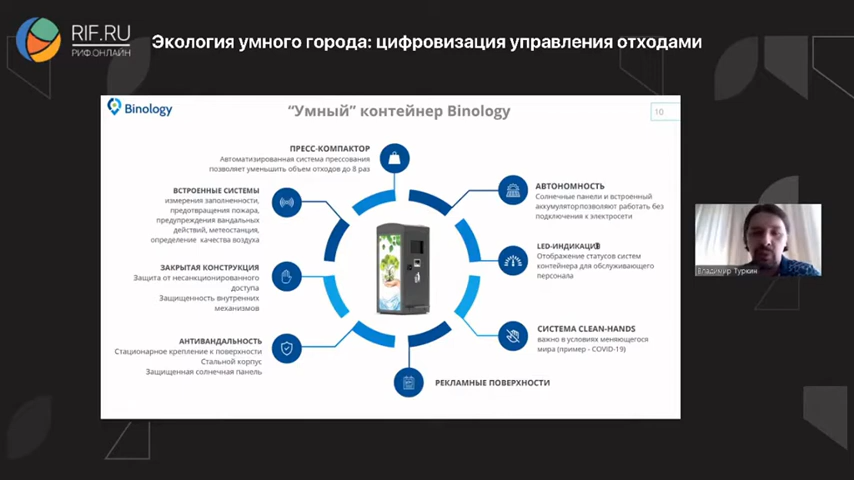 RIF.RU
РИФ.ОНЛАЙН
Экология умного города: цифровизация управления отходами
Binology
“Умный” контейнер Binology
10
ПРЕСС-КОМПАКТОР
Автоматизированная система прессования
позволяет уменьшить объем отходов до 8 раз
ВСТРОЕННЫЕ СИСТЕМЫ
измерения заполненности,
предотвращения пожара,
предупреждения вандальных
действий, метеостанция,
определение качества воздуха
ЗАКРЫТАЯ КОНСТРУКЦИЯ
Защита от несанкционированного
доступа
Защищенность внутренних
механизмов
АНТИВАНДАЛЬНОСТЬ
Стационарное крепление к поверхности
Стальной корпус
Защищенная солнечная панель
АВТОНОМНОСТЬ
Солнечные панели и встроенный
аккумуляторпозволяют работать без
подключения к электросети
LED-ИНДИКАЦИЯ
Отображение статусов систем
контейнера для обслуживающего
персонала
СИСТЕМА CLEAN-HANDS
важно в условиях меняющегося
мира (пример - COVID-19)
РЕКЛАМНЫЕ ПОВЕРХНОСТИ
Владимир Туркин